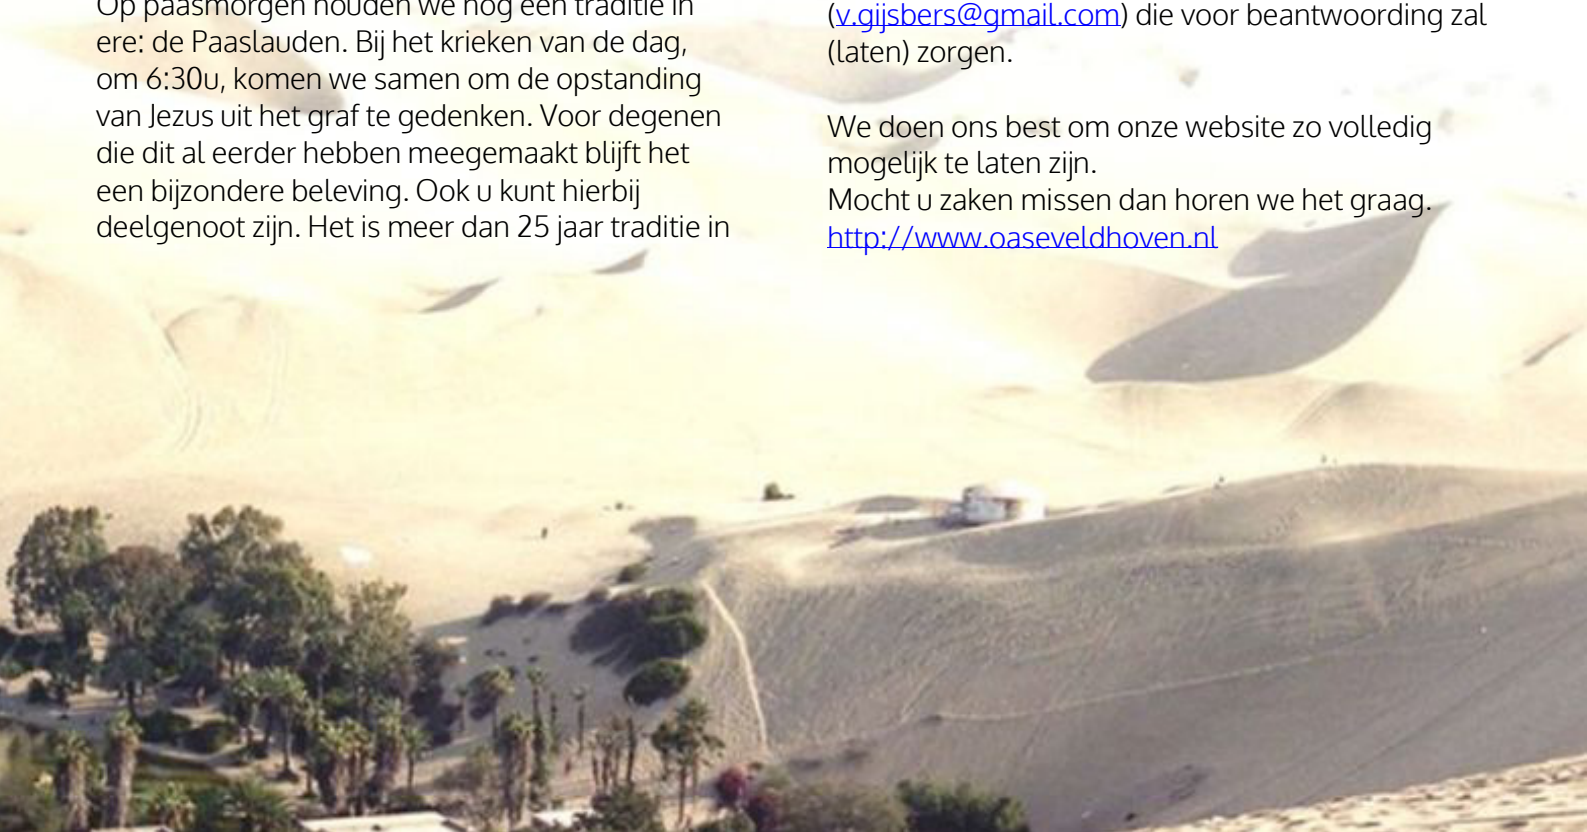 Op paasmorgen houden we nog een traditie in
ere: de Paaslauden. Bij het krieken van de dag,
om 6:30u, komen we samen om de opstanding
van Jezus uit het graf te gedenken. Voor degenen
die dit al eerder hebben meegemaakt blijft het
een bijzondere beleving. Ook u kunt hierbij
deelgenoot zijn. Het is meer dan 25 jaar traditie in
(v.gijsbers@gmail.com) die voor beantwoording zal
(laten) zorgen.
We doen ons best om onze website zo volledig
mogelijk te laten zijn.
Mocht u zaken missen dan horen we het graag.
http://www.oaseveldhoven.nl